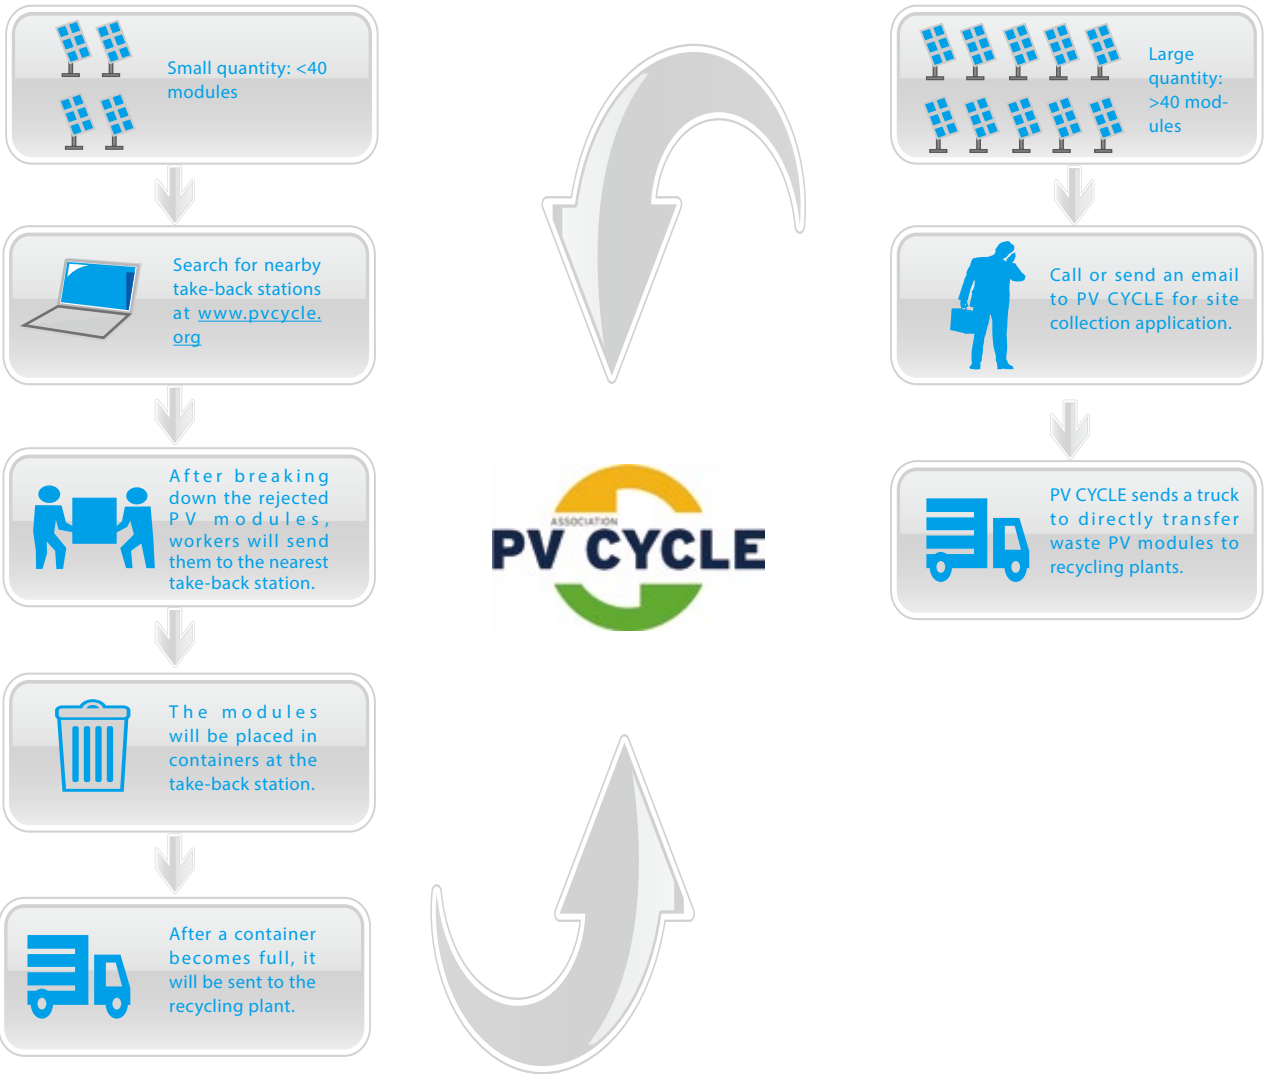 Small quantity: <40
modules
Search for nearby
take-back stations
at www.pvcycle.
org
After breaking
down the rejected
PV modules,
workers will send
them to the nearest
take-back station.
The modules
will be placed in
containers at the
take-back station.
After a container
becomes full, it
will be sent to the
recycling plant.
ASSOCIATION
PV CYCLE
Large
quantity:
>40 mod-
ules
Call or send an email
to PV CYCLE for site
collection application.
PV CYCLE sends a truck
to directly transfer
waste PV modules to
recycling plants.